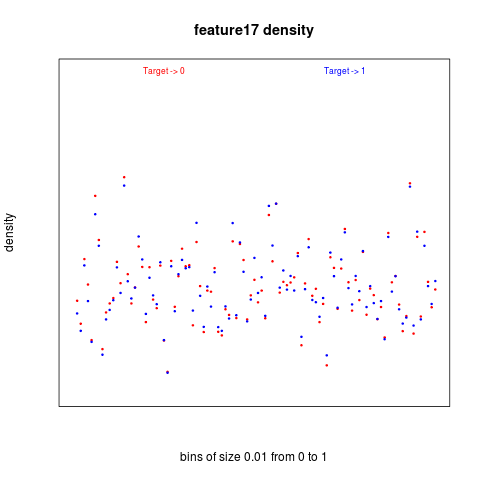 feature17 density
Target -> 0
Target -> 1
density
bins of size 0.01 from 0 to 1